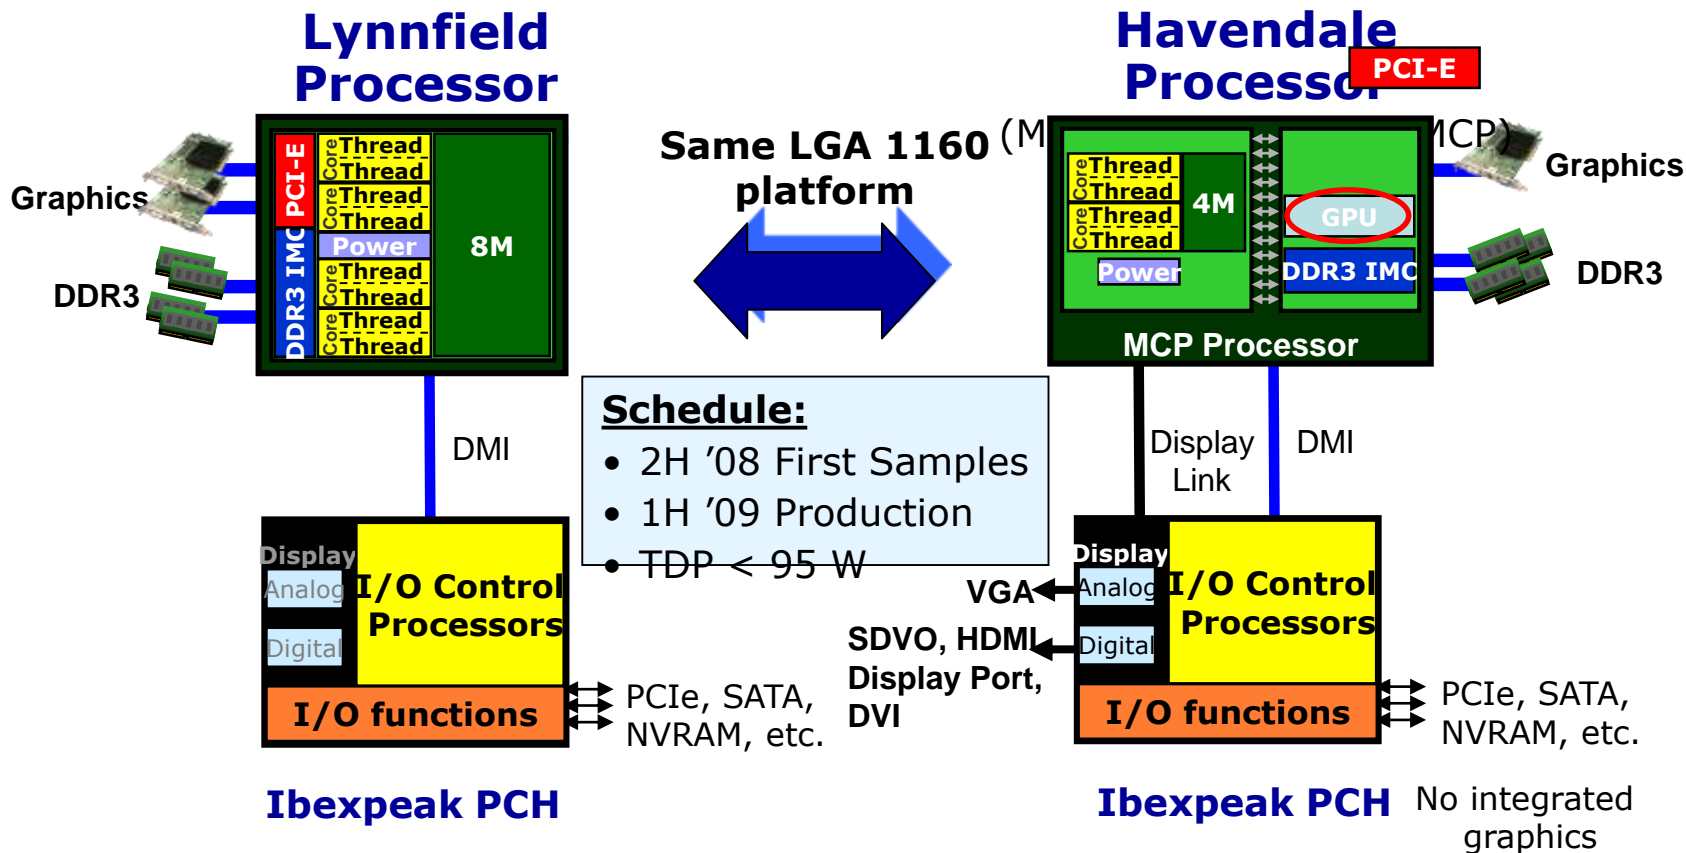 Lynnfield
Processor
Graphics
DDR3
PCI-E
DDR3 IMC
Core
Thread
Thread
Core
Thread
Thread
Power
Core
Thread
Thread
Core
Thread
Thread
8M
DMI
Display
Analog
Digital
I/O Control
Processors
I/O functions
PCIe, SATA,
NVRAM, etc.
Ibexpeak PCH
Same LGA 1160
platform
Schedule:
• 2H ’08 First Samples
• 1H ’09 Production
• TDP < 95 W
Havendale
Processor
PCI-E
(M MCP)
Core
Thread
Thread
Core
Thread
Thread
4M
Power
GPU
DDR3 IMC
MCP Processor
Graphics
DDR3
Display
Link
DMI
VGA
SDVO, HDMI
Display Port,
DVI
Display
Analog
Digital
I/O Control
Processors
I/O functions
PCIe, SATA,
NVRAM, etc.
Ibexpeak PCH
No integrated
graphics